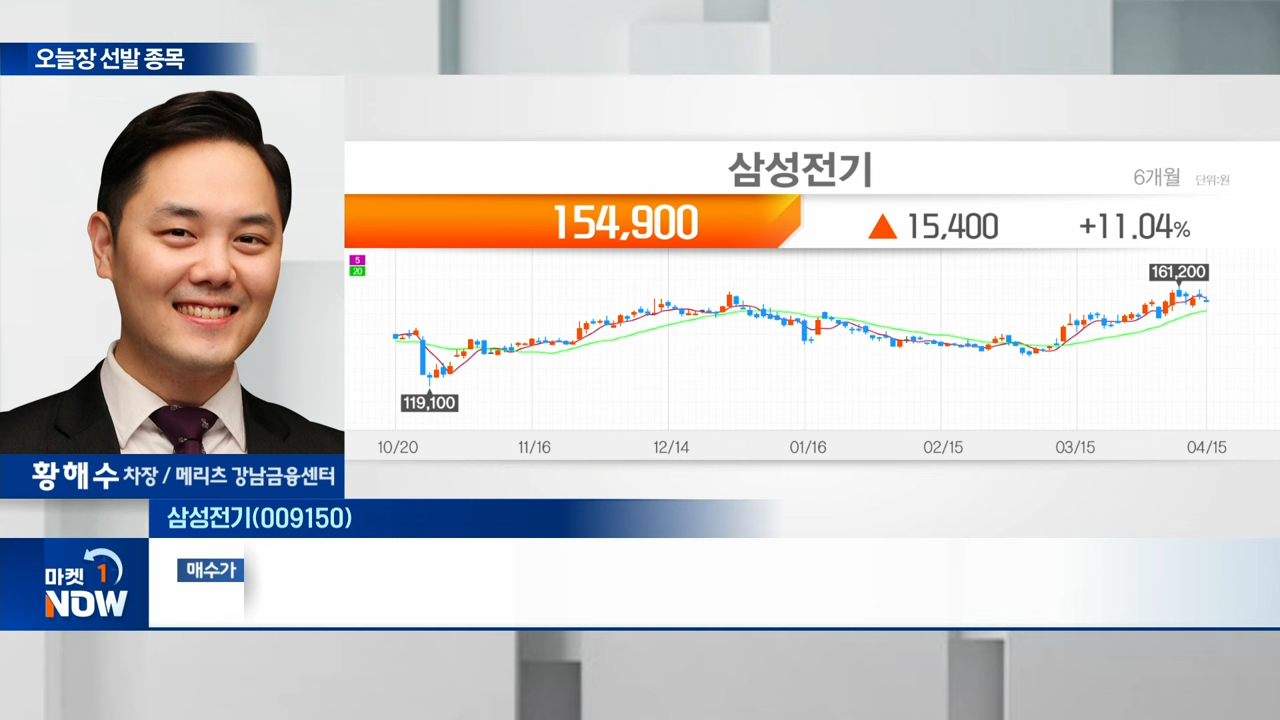 오늘장 선발 종목
삼성전기
6개월 단위:원
154,900 ▲ 15,400 +11.04%
5
20
161,200
119,100
10/20 11/16 12/14 01/16 02/15 03/15 04/15
황해수 차장 / 메리츠 강남금융센터
삼성전기(009150)
마켓 1
NOW
매수가